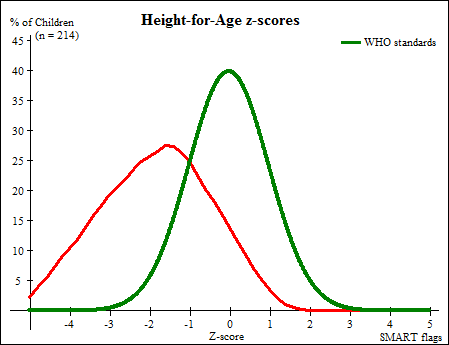 Height-for-Age z-scores
% of Children
(n = 214)
WHO standards
45
40
35
30
25
20
15
10
5
-4 -3 -2 -1 0 1 2 3 4 5
Z-score
SMART flags